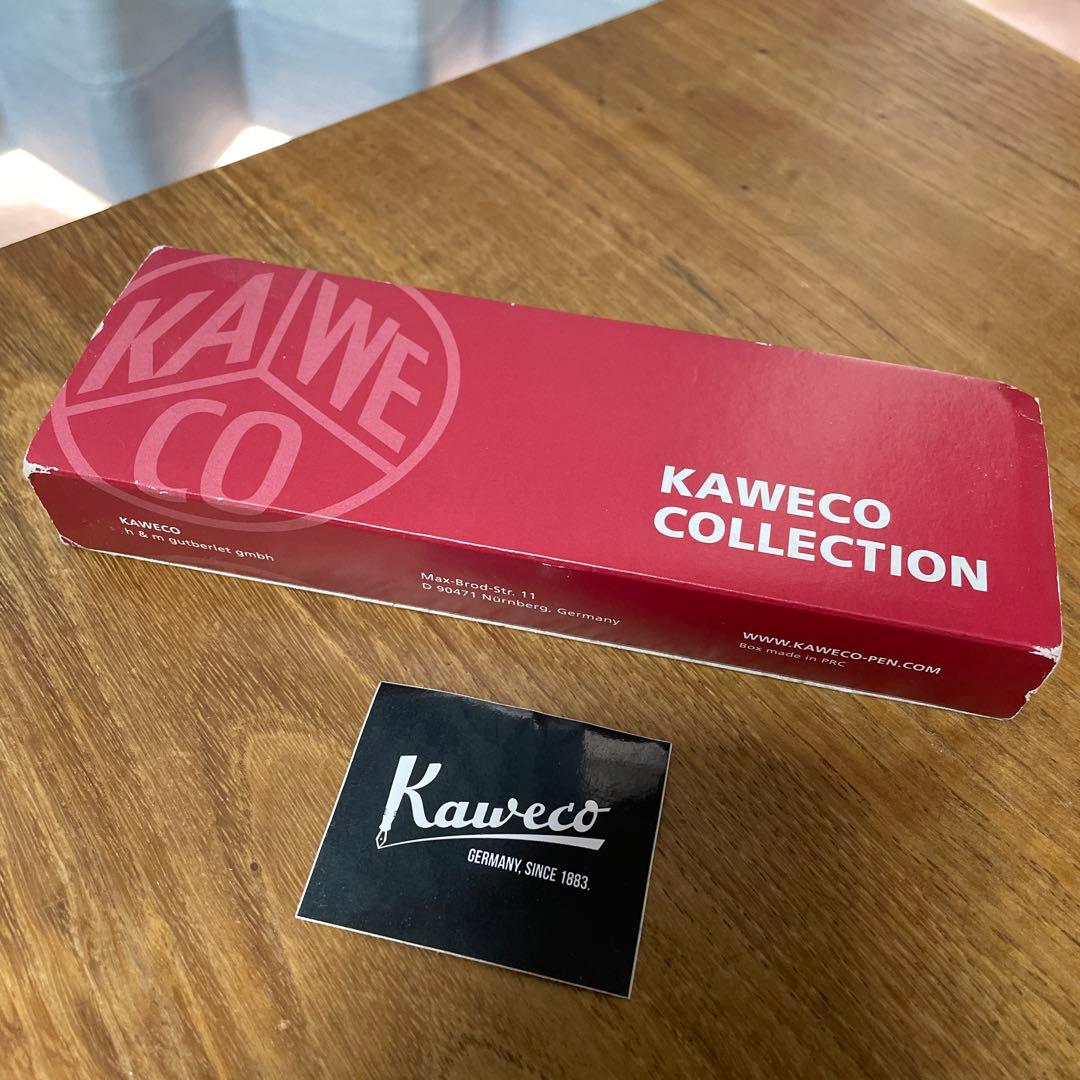 KA WE
CO
KAWECO
COLLECTION
KAWECO
h & m gutberlet gmbh
Max-Brod-Str. 11
D 90471 Nürnberg, Germany
WWW.KAWECO-PEN.COM
Box made in PRC
Kaweco
GERMANY, SINCE 1883.